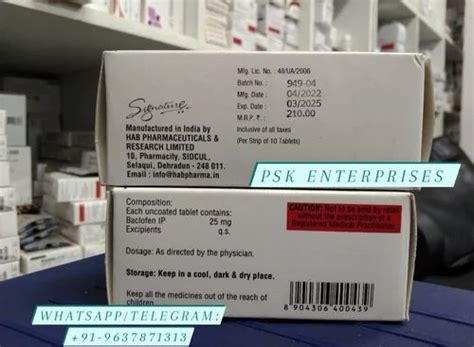 Signature
Manufactured in India by
HAB PHARMACEUTICALS &
RESEARCH LIMITED
10, Pharmacity, SIDCUL,
Selaqui, Dehradun - 248 011.
Email : info@habpharma.in
Mfg. Lic. No. : 48/UA/2006
Batch No. : 949-04
Mfg. Date : 04/2022
Exp. Date : 03/2025
M.R.P. ₹. : 210.00
Inclusive of all taxes
(Per Strip of 10 Tablets)
PSK ENTERPRISES
Composition:
Each uncoated tablet contains:
Baclofen IP 25 mg
Excipients q.s.
Dosage: As directed by the physician.
Storage: Keep in a cool, dark & dry place.
Keep all the medicines out of the reach of
children.
CAUTION: Not to be sold by retail
without the prescription of a
Registered Medical Practitioner.
8 904306 400439
WHATSAPP/TELEGRAM:
+91-9637871313